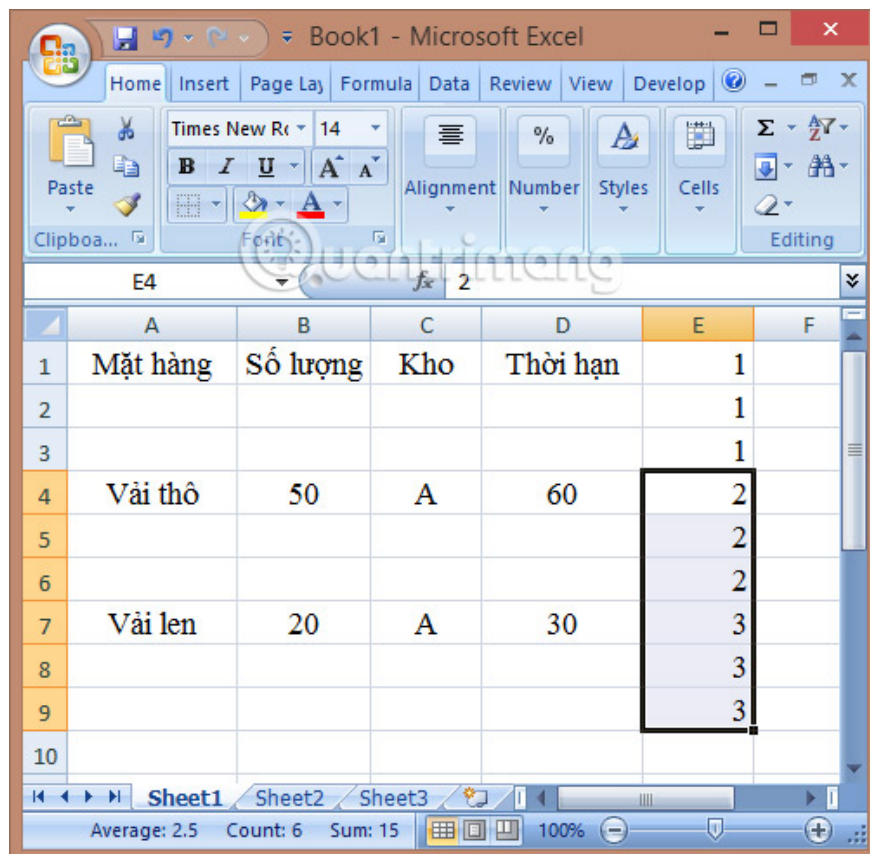 Book1 - Microsoft Excel
Home Insert Page Lay Formula Data Review View Develop
Times New Ro 14
B I U A A
% A
Paste Alignment Number Styles Cells
Clipboa... Font Editing
Quantrimang
E4 fx 2
A B C D E F
1 Mặt hàng Số lượng Kho Thời hạn 1
2 1
3 1
4 Vải thô 50 A 60 2
5 2
6 2
7 Vải len 20 A 30 3
8 3
9 3
10
Sheet1 Sheet2 Sheet3
Average: 2.5 Count: 6 Sum: 15 100%